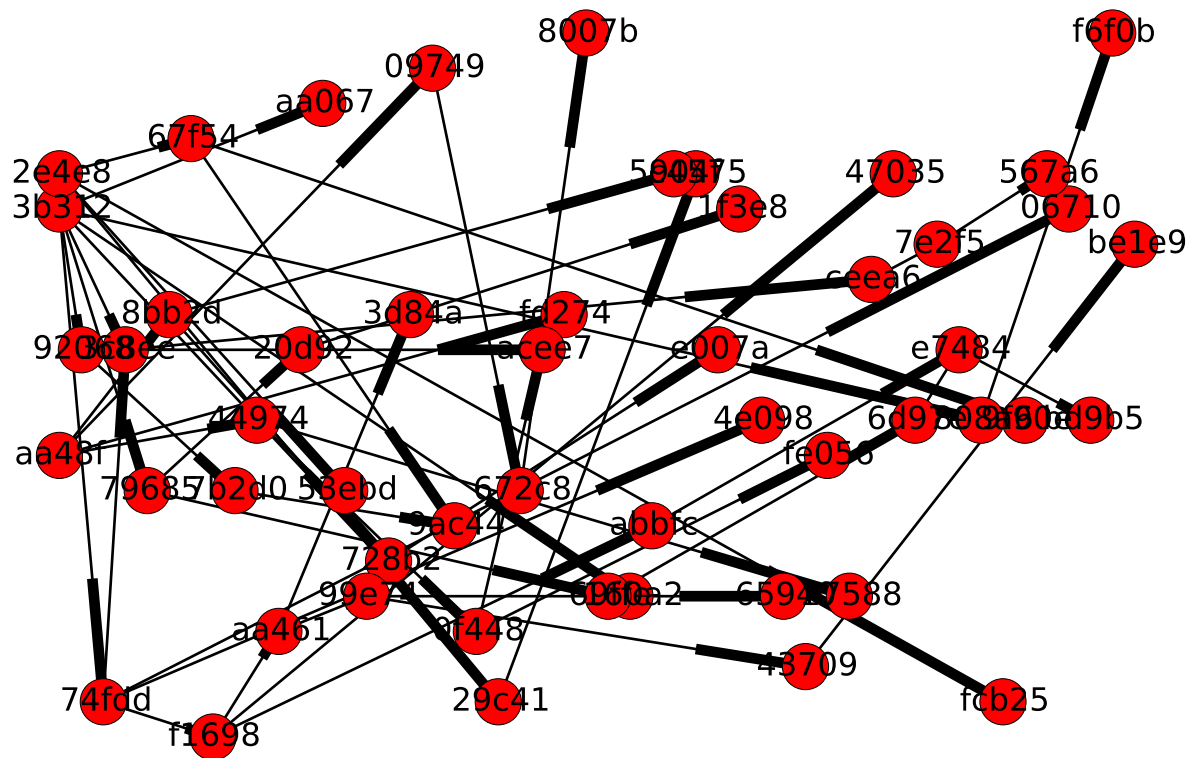 8007b
f6f0b
09749
aa067
67f54
2e4e8
47035
567a6
3b312
1f3e8
06710
7e2f5
be1e9
ceea6
8bb2d
3d84a
fd274
20d92
acee7
e007a
e7484
44974
4e098
aa48f
fe056
79685
7b2d0
53ebd
672c8
9ac44
abbfc
728b2
99e74
aa461
9f448
43709
74fdd
29c41
fcb25
f1698